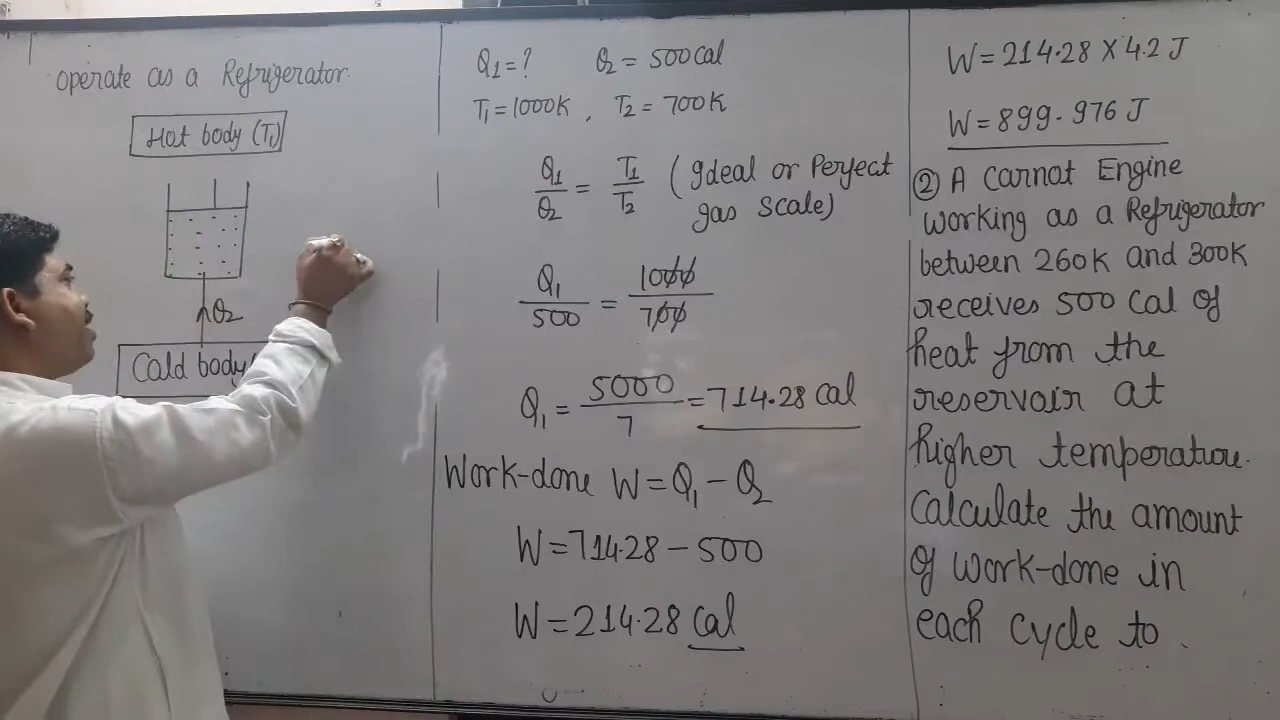 operate as a Refrigerator
Hot body (T1)
Q2
Cold body
Q1 = ? Q2 = 500 Cal
T1 = 1000K , T2 = 700K
Q1/Q2 = T1/T2 (Ideal or Perfect
gas Scale)
Q1/500 = 1000/700
Q1 = 5000/7 = 714.28 Cal
Work-done W = Q1 - Q2
W = 714.28 - 500
W = 214.28 Cal
W = 214.28 X 4.2 J
W = 899.976 J
② A Carnot Engine
working as a Refrigerator
between 260K and 300K
receives 500 Cal of
heat from the
reservoir at
higher temperature.
Calculate the amount
of work-done in
each cycle to